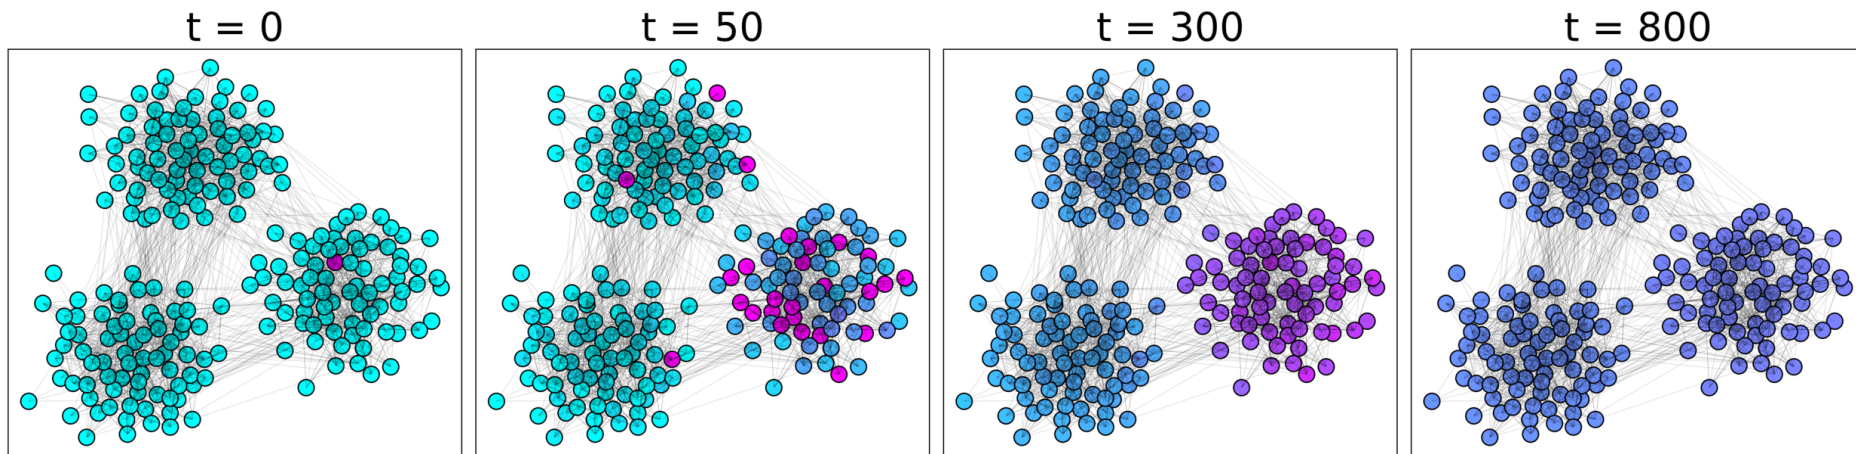 t = 0
t = 50
t = 300
t = 800